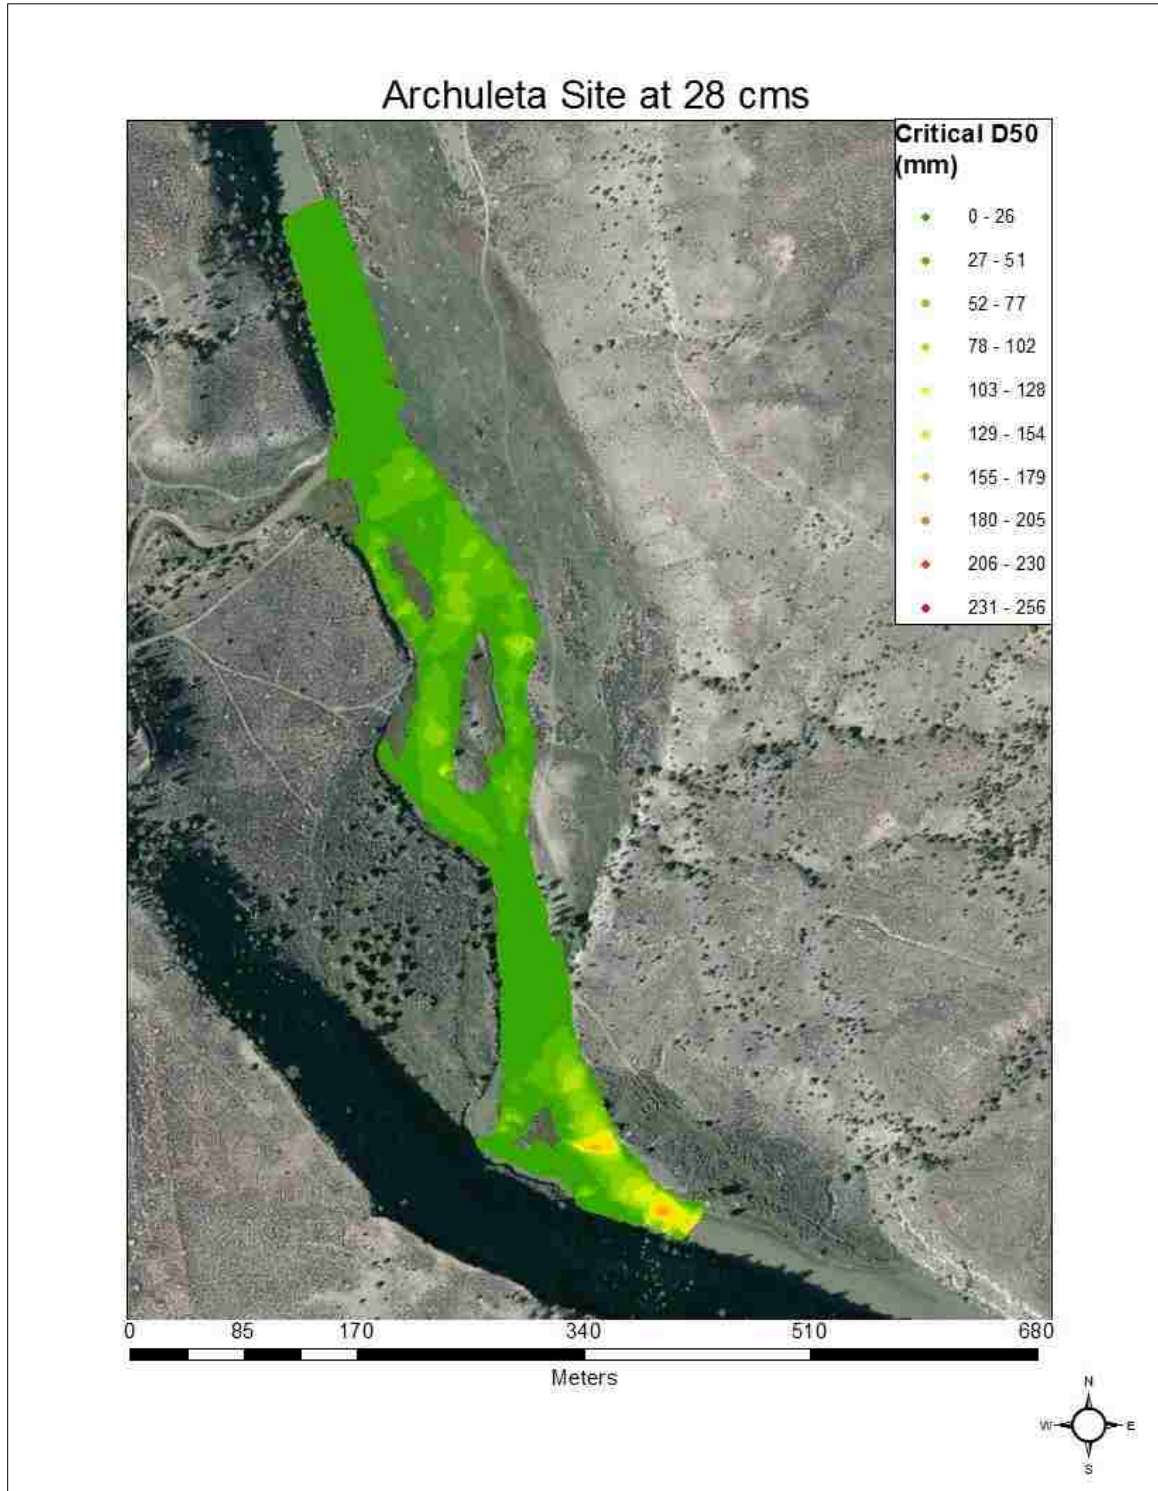 Archuleta Site at 28 cms
Critical D50
(mm)
0 - 26
27 - 51
52 - 77
78 - 102
103 - 128
129 - 154
155 - 179
180 - 205
206 - 230
231 - 256
0 85 170 340 510 680
Meters
N
W E
S